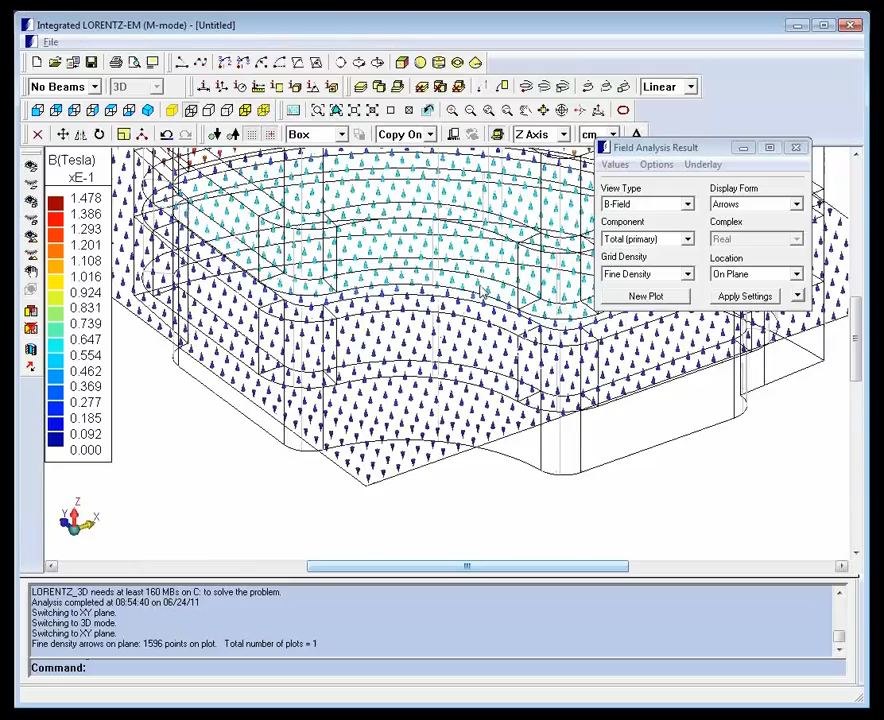 Integrated LORENTZ-EM (M-mode) - [Untitled]
File
No Beams
3D
Linear
Box
Copy On
Z Axis
cm
B(Tesla)
xE-1
1.478
1.386
1.293
1.201
1.108
1.016
0.924
0.831
0.739
0.647
0.554
0.462
0.369
0.277
0.185
0.092
0.000
Field Analysis Result
Values Options Underlay
View Type Display Form
B-Field Arrows
Component Complex
Total (primary) Real
Grid Density Location
Fine Density On Plane
New Plot Apply Settings
Z
Y
X
LORENTZ_3D needs at least 160 MBs on C: to solve the problem.
Analysis completed at 08:54:40 on 06/24/11
Switching to XY plane.
Switching to 3D mode.
Switching to XY plane.
Fine density arrows on plane: 1596 points on plot. Total number of plots = 1
Command: